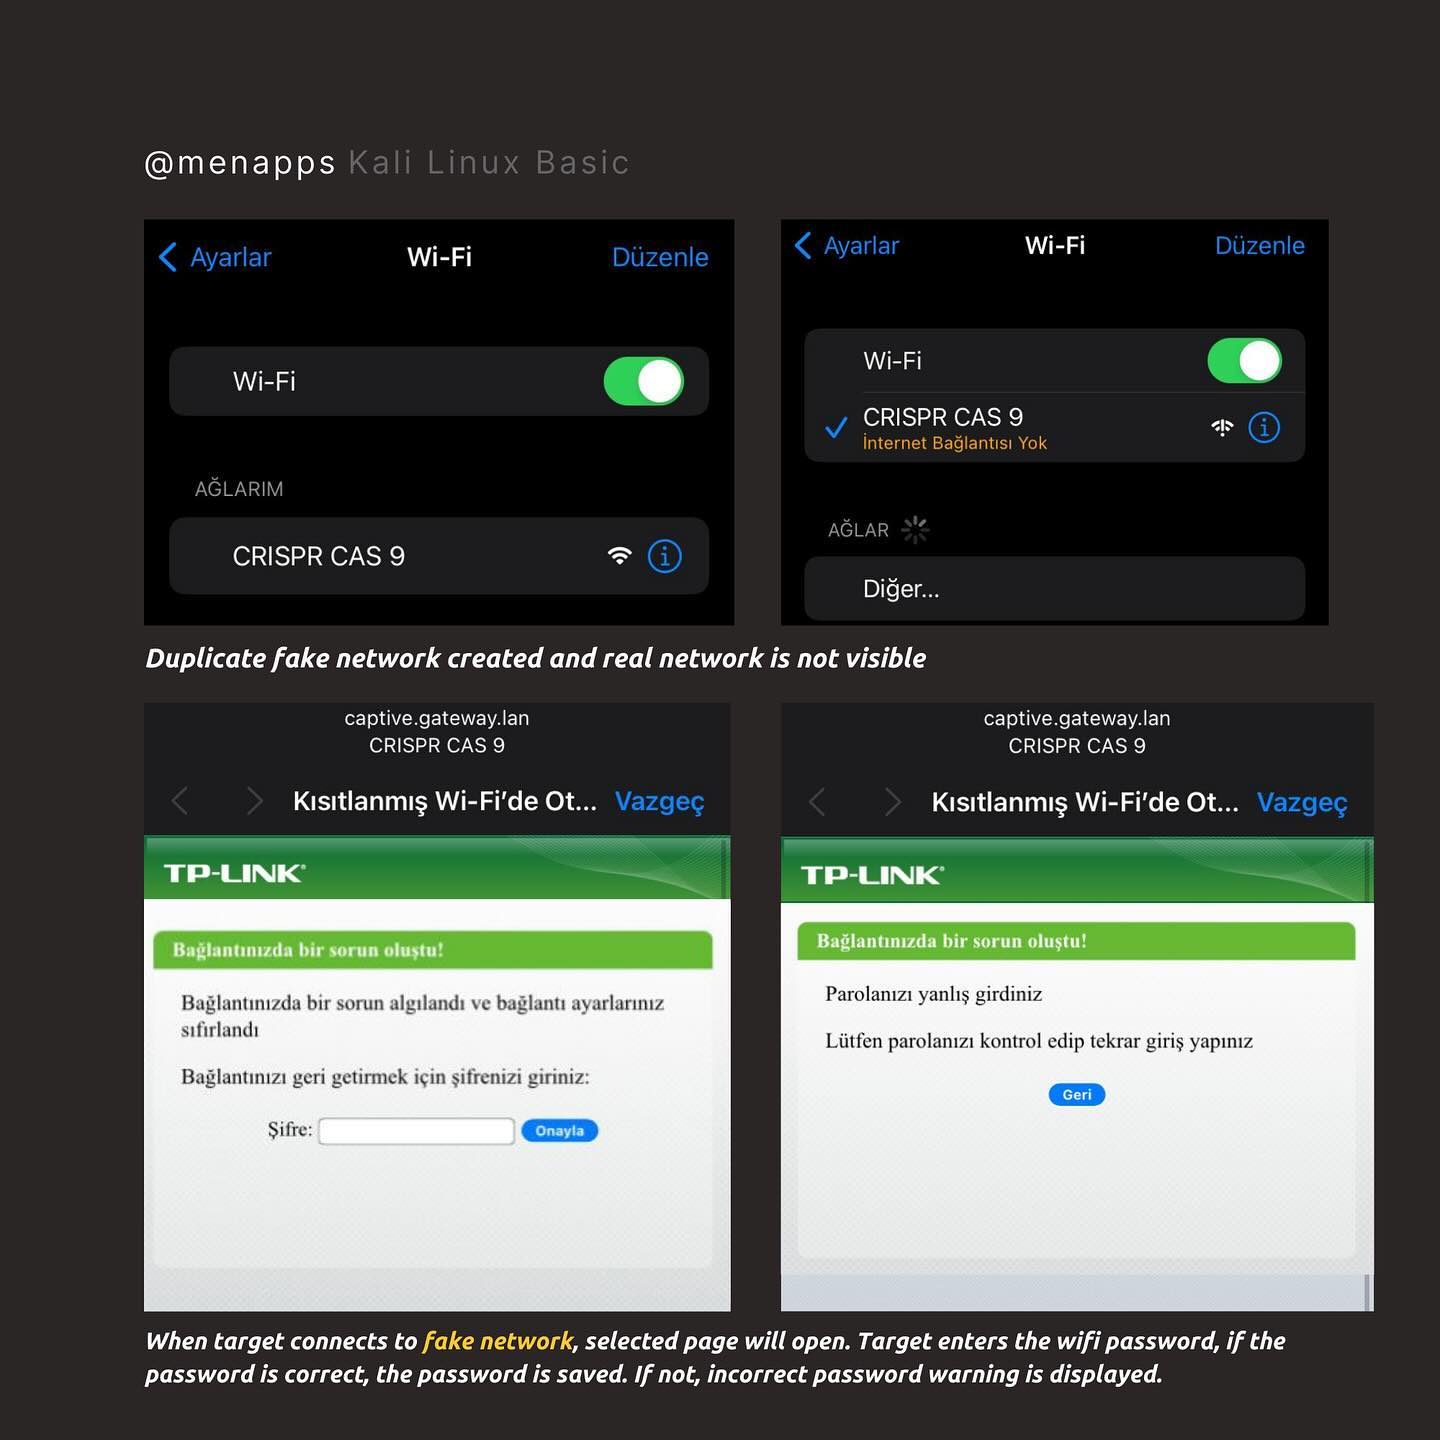 @menapps Kali Linux Basic
Ayarlar Wi-Fi Düzenle
Wi-Fi
AĞLARIM
CRISPR CAS 9
Ayarlar Wi-Fi Düzenle
Wi-Fi
CRISPR CAS 9
İnternet Bağlantısı Yok
AĞLAR
Diğer...
Duplicate fake network created and real network is not visible
captive.gateway.lan
CRISPR CAS 9
Kısıtlanmış Wi-Fi'de Ot... Vazgeç
TP-LINK®
Bağlantınızda bir sorun oluştu!
Bağlantınızda bir sorun algılandı ve bağlantı ayarlarınız
sıfırlandı
Bağlantınızı geri getirmek için şifrenizi giriniz:
Şifre: Onayla
captive.gateway.lan
CRISPR CAS 9
Kısıtlanmış Wi-Fi'de Ot... Vazgeç
TP-LINK®
Bağlantınızda bir sorun oluştu!
Parolanızı yanlış girdiniz
Lütfen parolanızı kontrol edip tekrar giriş yapınız
Geri
When target connects to fake network, selected page will open. Target enters the wifi password, if the
password is correct, the password is saved. If not, incorrect password warning is displayed.